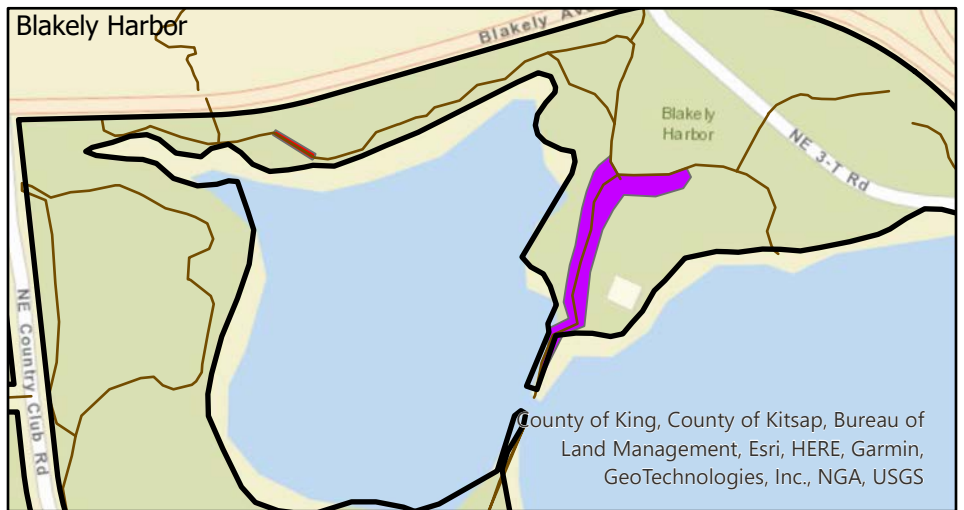 Blakely Harbor
Blakely Av
Blakely
Harbor
NE 3-T Rd
NE Country Club Rd
County of King, County of Kitsap, Bureau of
Land Management, Esri, HERE, Garmin,
GeoTechnologies, Inc., NGA, USGS